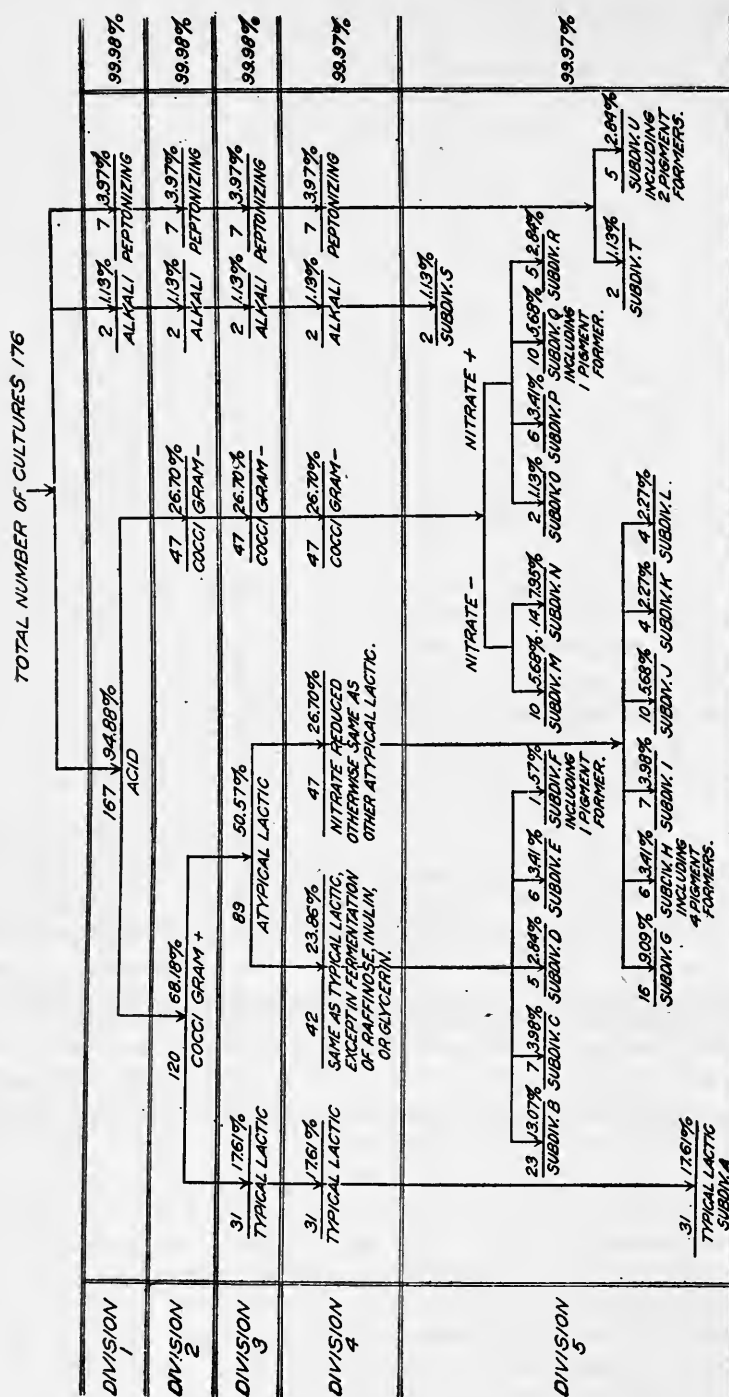 TOTAL NUMBER OF CULTURES 176
DIVISION
1
167 94.88%
ACID
2 1.13%
ALKALI
7 3.97%
PEPTONIZING
99.98%
DIVISION
2
120 68.18%
COCCI GRAM +
47 26.70%
COCCI GRAM-
2 1.13%
ALKALI
7 3.97%
PEPTONIZING
99.98%
DIVISION
3
31 17.61%
TYPICAL LACTIC
89 50.57%
ATYPICAL LACTIC
47 26.70%
COCCI GRAM-
2 1.13%
ALKALI
7 3.97%
PEPTONIZING
99.98%
DIVISION
4
31 17.61%
TYPICAL LACTIC
42 23.86%
SAME AS TYPICAL LACTIC,
EXCEPT IN FERMENTATION
OF RAFFINOSE, INULIN,
OR GLYCERIN.
47 26.70%
NITRATE REDUCED
OTHERWISE SAME AS
OTHER ATYPICAL LACTIC.
47 26.70%
COCCI GRAM-
2 1.13%
ALKALI
7 3.97%
PEPTONIZING
99.97%
DIVISION
5
2 1.13%
SUBDIV. S
99.97%
NITRATE -
NITRATE +
23 13.07%
SUBDIV. B
7 3.98%
SUBDIV. C
5 2.84%
SUBDIV. D
6 3.41%
SUBDIV. E
1 .57%
SUBDIV. F
INCLUDING
1 PIGMENT
FORMER.
10 5.68%
SUBDIV. M
14 7.95%
SUBDIV. N
2 1.13%
SUBDIV. O
6 3.41%
SUBDIV. P
10 5.68%
SUBDIV. Q
INCLUDING
1 PIGMENT
FORMER.
5 2.84%
SUBDIV. R
2 1.13%
SUBDIV. T
5 2.84%
SUBDIV. U
INCLUDING
2 PIGMENT
FORMERS.
16 9.09%
SUBDIV. G
6 3.41%
SUBCIV. H
INCLUDING
4 PIGMENT
FORMERS.
7 3.98%
SUBDIV. I
10 5.68%
SUBDIV. J
4 2.27%
SUBDIV. K
4 2.27%
SUBDIV. L.
31 17.61%
TYPICAL LACTIC
SUBDIV. A